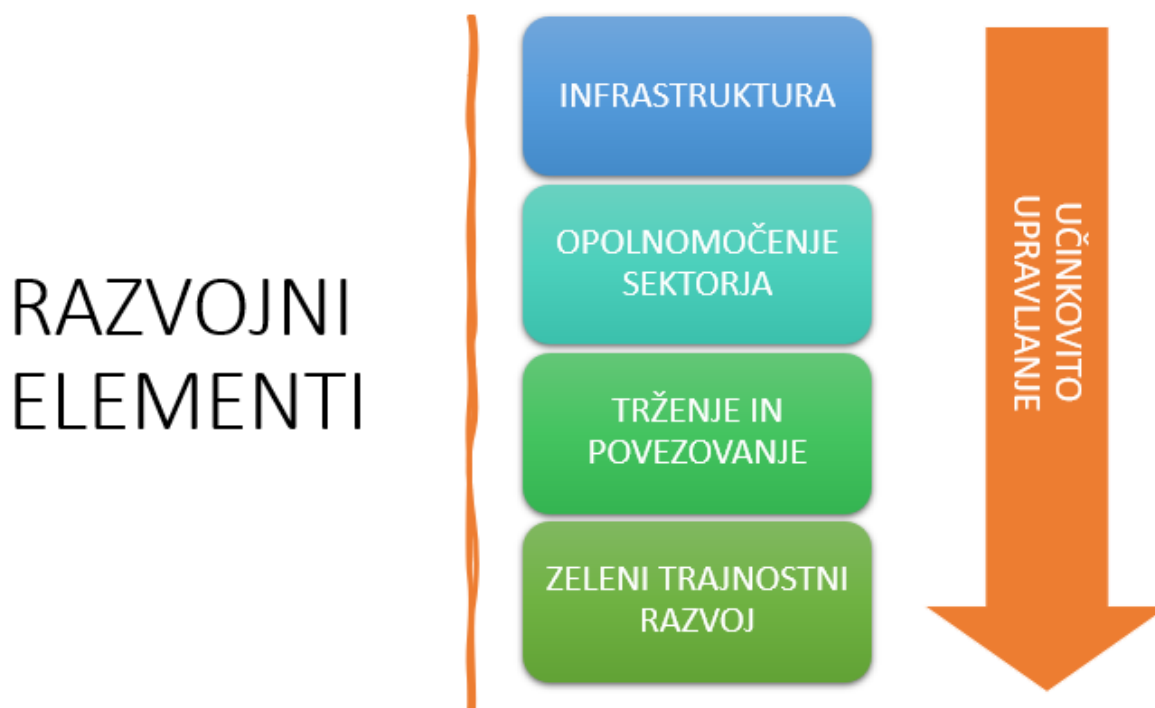 RAZVOJNI
ELEMENTI
INFRASTRUKTURA
OPOLNOMOČENJE
SEKTORJA
TRŽENJE IN
POVEZOVANJE
ZELENI TRAJNOSTNI
RAZVOJ
UČINKOVITO
UPRAVLJANJE